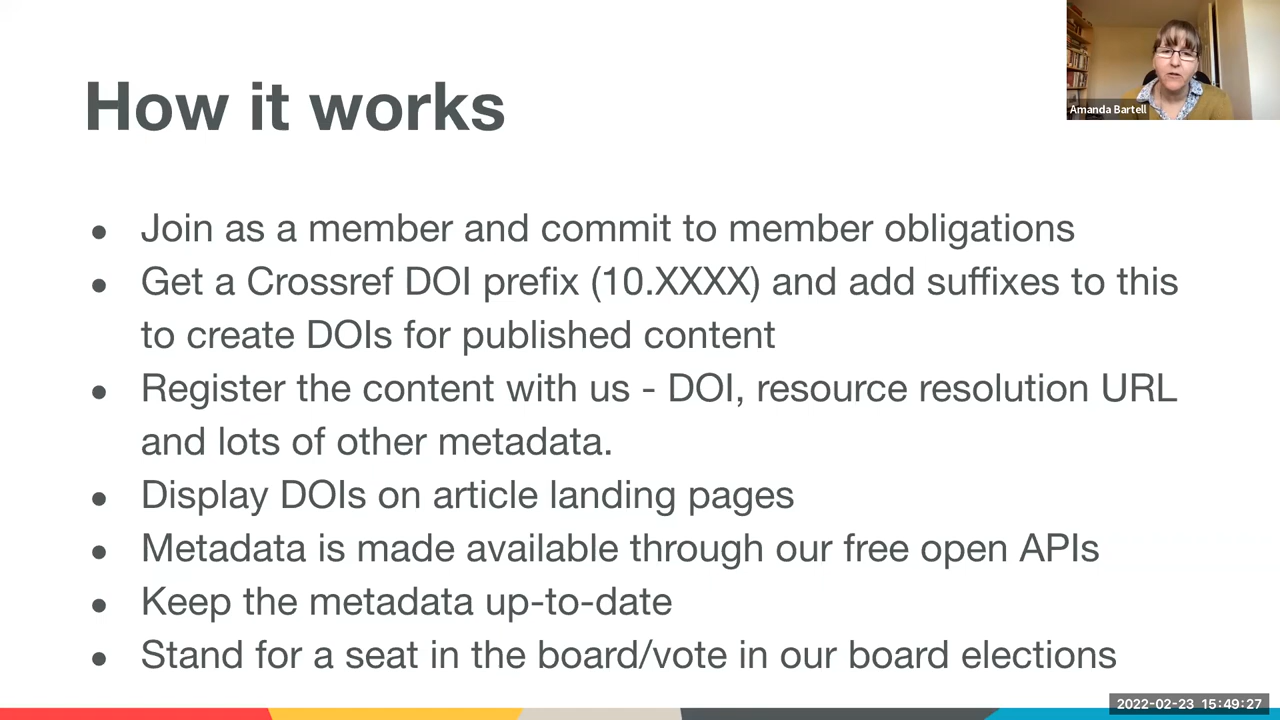 How it works
Amanda Bartell
● Join as a member and commit to member obligations
● Get a Crossref DOI prefix (10.XXXX) and add suffixes to this
to create DOIs for published content
● Register the content with us - DOI, resource resolution URL
and lots of other metadata.
● Display DOIs on article landing pages
● Metadata is made available through our free open APIs
● Keep the metadata up-to-date
● Stand for a seat in the board/vote in our board elections
2022-02-23 15:49:27